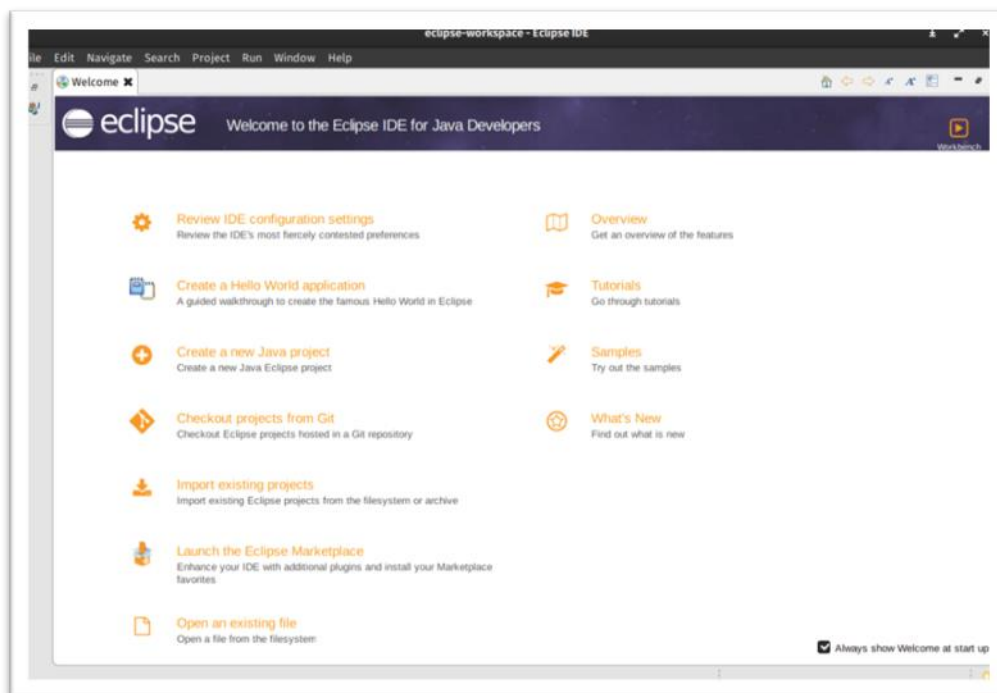 eclipse-workspace - Eclipse IDE
ile Edit Navigate Search Project Run Window Help
Welcome
eclipse Welcome to the Eclipse IDE for Java Developers
Workbench
Review IDE configuration settings
Review the IDE's most fiercely contested preferences
Create a Hello World application
A guided walkthrough to create the famous Hello World in Eclipse
Create a new Java project
Create a new Java Eclipse project
Checkout projects from Git
Checkout Eclipse projects hosted in a Git repository
Import existing projects
Import existing Eclipse projects from the filesystem or archive
Launch the Eclipse Marketplace
Enhance your IDE with additional plugins and install your Marketplace
favorites
Open an existing file
Open a file from the filesystem
Overview
Get an overview of the features
Tutorials
Go through tutorials
Samples
Try out the samples
What's New
Find out what is new
Always show Welcome at start up